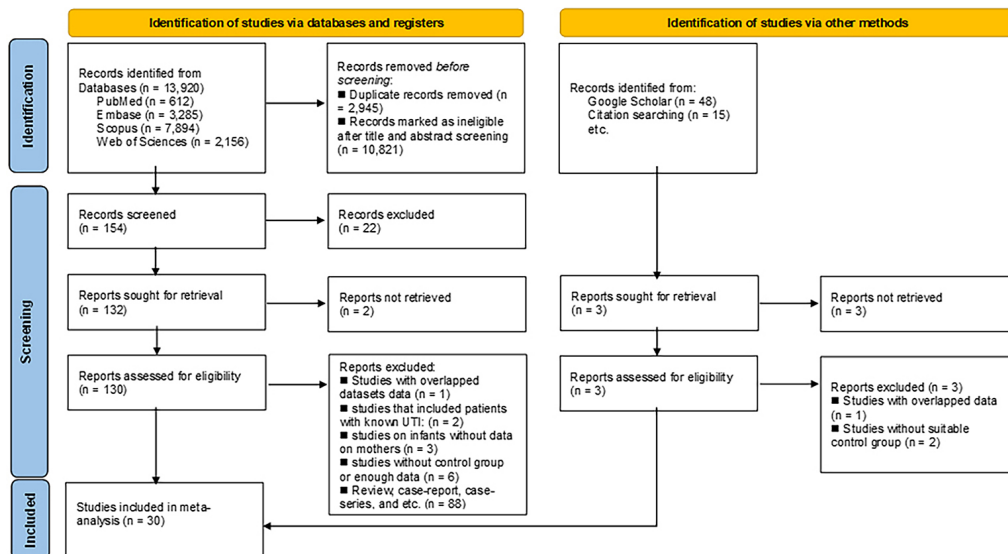 Identification of studies via databases and registers
Identification of studies via other methods
Identification
Records identified from
Databases (n = 13,920)
PubMed (n = 612)
Embase (n = 3,285)
Scopus (n = 7,894)
Web of Sciences (n = 2,156)
Records removed before
screening:
■ Duplicate records removed (n
= 2,945)
■ Records marked as ineligible
after title and abstract screening
(n = 10,821)
Records identified from:
Google Scholar (n = 48)
Citation searching (n = 15)
etc.
Screening
Records screened
(n = 154)
Records excluded
(n = 22)
Reports sought for retrieval
(n = 132)
Reports not retrieved
(n = 2)
Reports sought for retrieval
(n = 3)
Reports not retrieved
(n = 3)
Reports assessed for eligibility
(n = 130)
Reports excluded:
■ Studies with overlapped
datasets data (n = 1)
■ studies that included patients
with known UTI: (n = 2)
■ studies on infants without data
on mothers (n = 3)
■ studies without control group
or enough data (n = 6)
■ Review, case-report, case-
series, and etc. (n = 88)
Reports assessed for eligibility
(n = 3)
Reports excluded (n = 3)
■ Studies with overlapped data
(n = 1)
■ Studies without suitable
control group (n = 2)
Included
Studies included in meta-
analysis (n = 30)